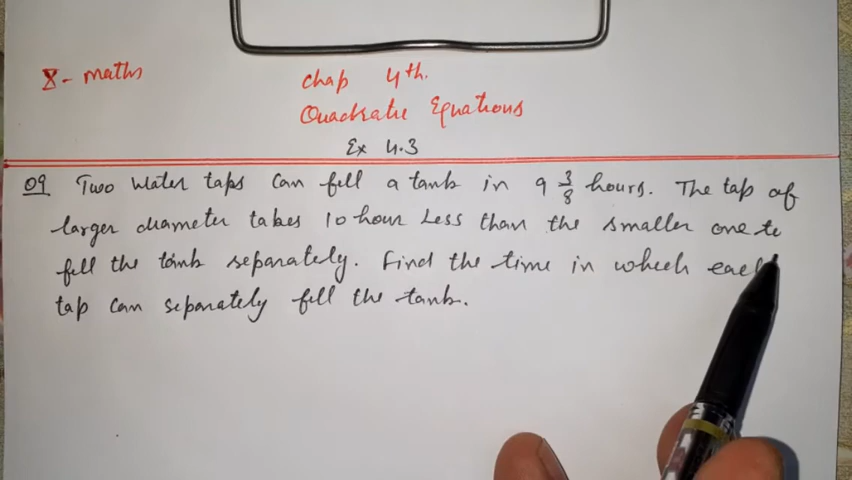 X - maths
Chap 4th.
Quadratic Equations
Ex 4.3
09 Two Water taps Can fill a tank in 9 3/8 hours. The tap of
larger diameter takes 10 hour Less than the smaller one to
fill the tank separately. Find the time in which each
tap can separately fill the tank.